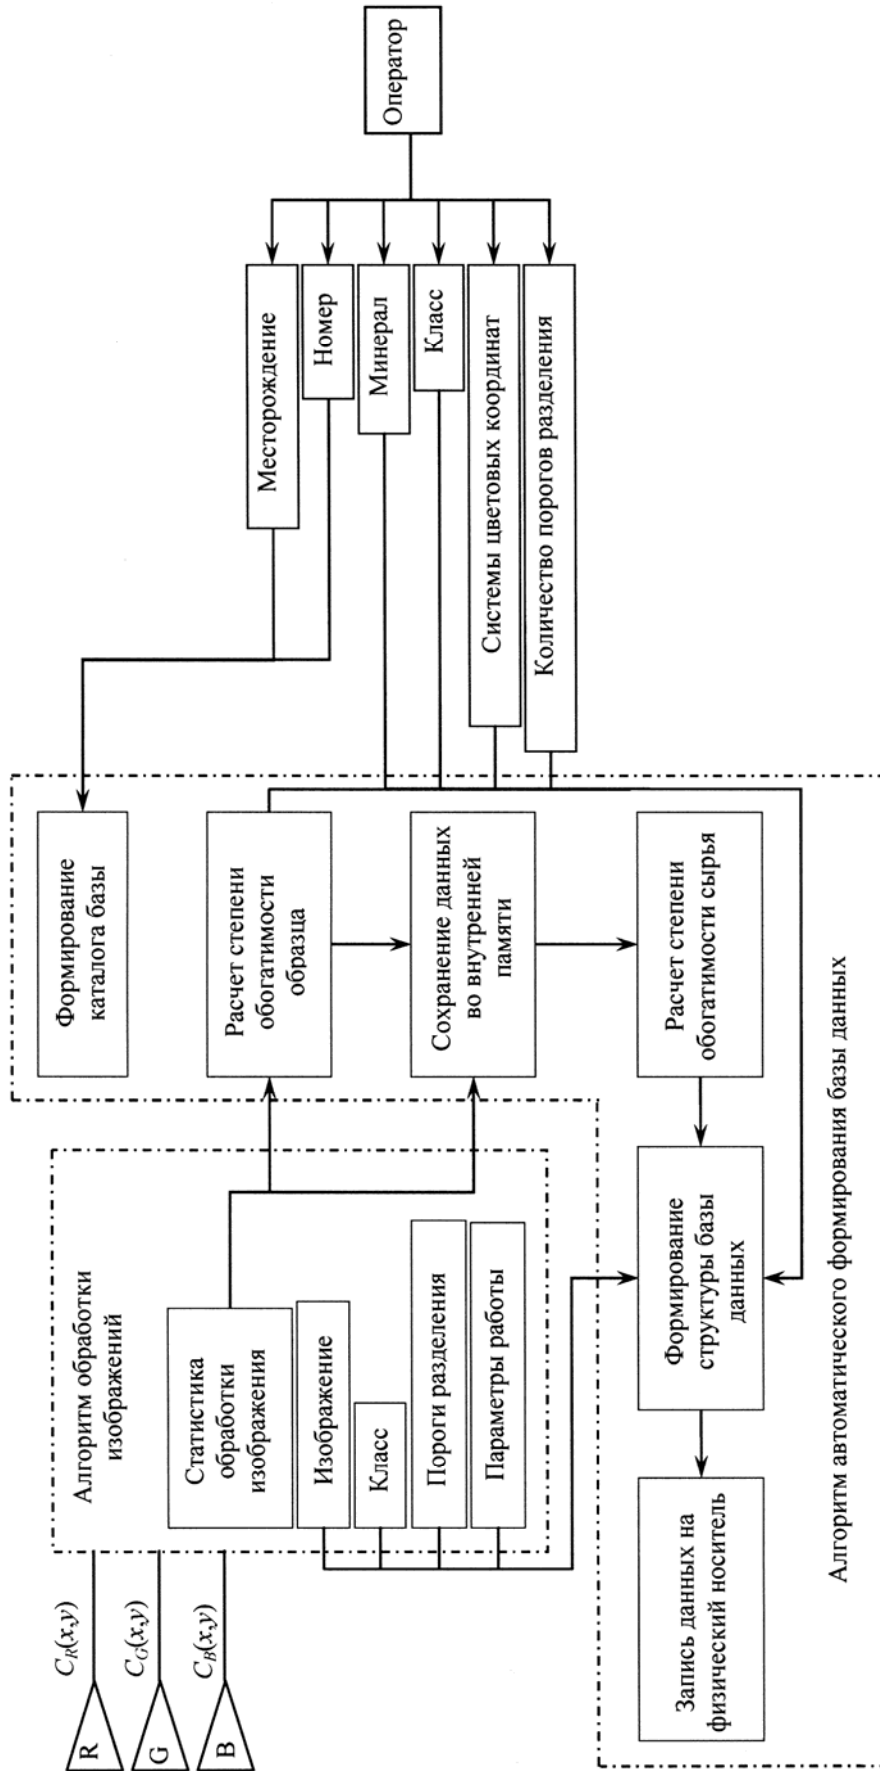 R
G
B
C_R(x,y)
C_G(x,y)
C_B(x,y)
Алгоритм обработки
изображений
Статистика
обработки
изображения
Изображение
Класс
Пороги разделения
Параметры работы
Формирование
каталога базы
Расчет степени
обогатимости
образца
Сохранение данных
во внутренней
памяти
Расчет степени
обогатимости сырья
Формирование
структуры базы
данных
Запись данных на
физический носитель
Алгоритм автоматического формирования базы данных
Месторождение
Номер
Минерал
Класс
Системы цветовых координат
Количество порогов разделения
Оператор